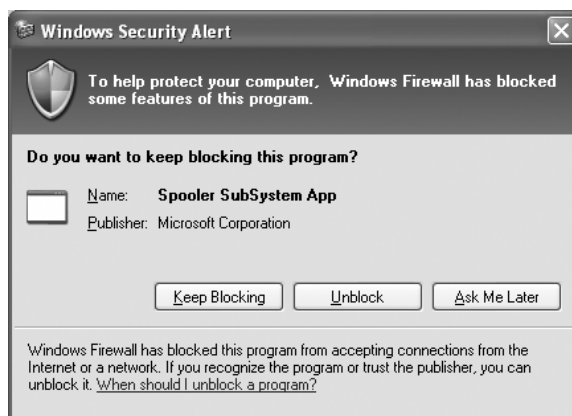 Windows Security Alert
To help protect your computer, Windows Firewall has blocked
some features of this program.
Do you want to keep blocking this program?
Name: Spooler SubSystem App
Publisher: Microsoft Corporation
Keep Blocking Unblock Ask Me Later
Windows Firewall has blocked this program from accepting connections from the
Internet or a network. If you recognize the program or trust the publisher, you can
unblock it. When should I unblock a program?